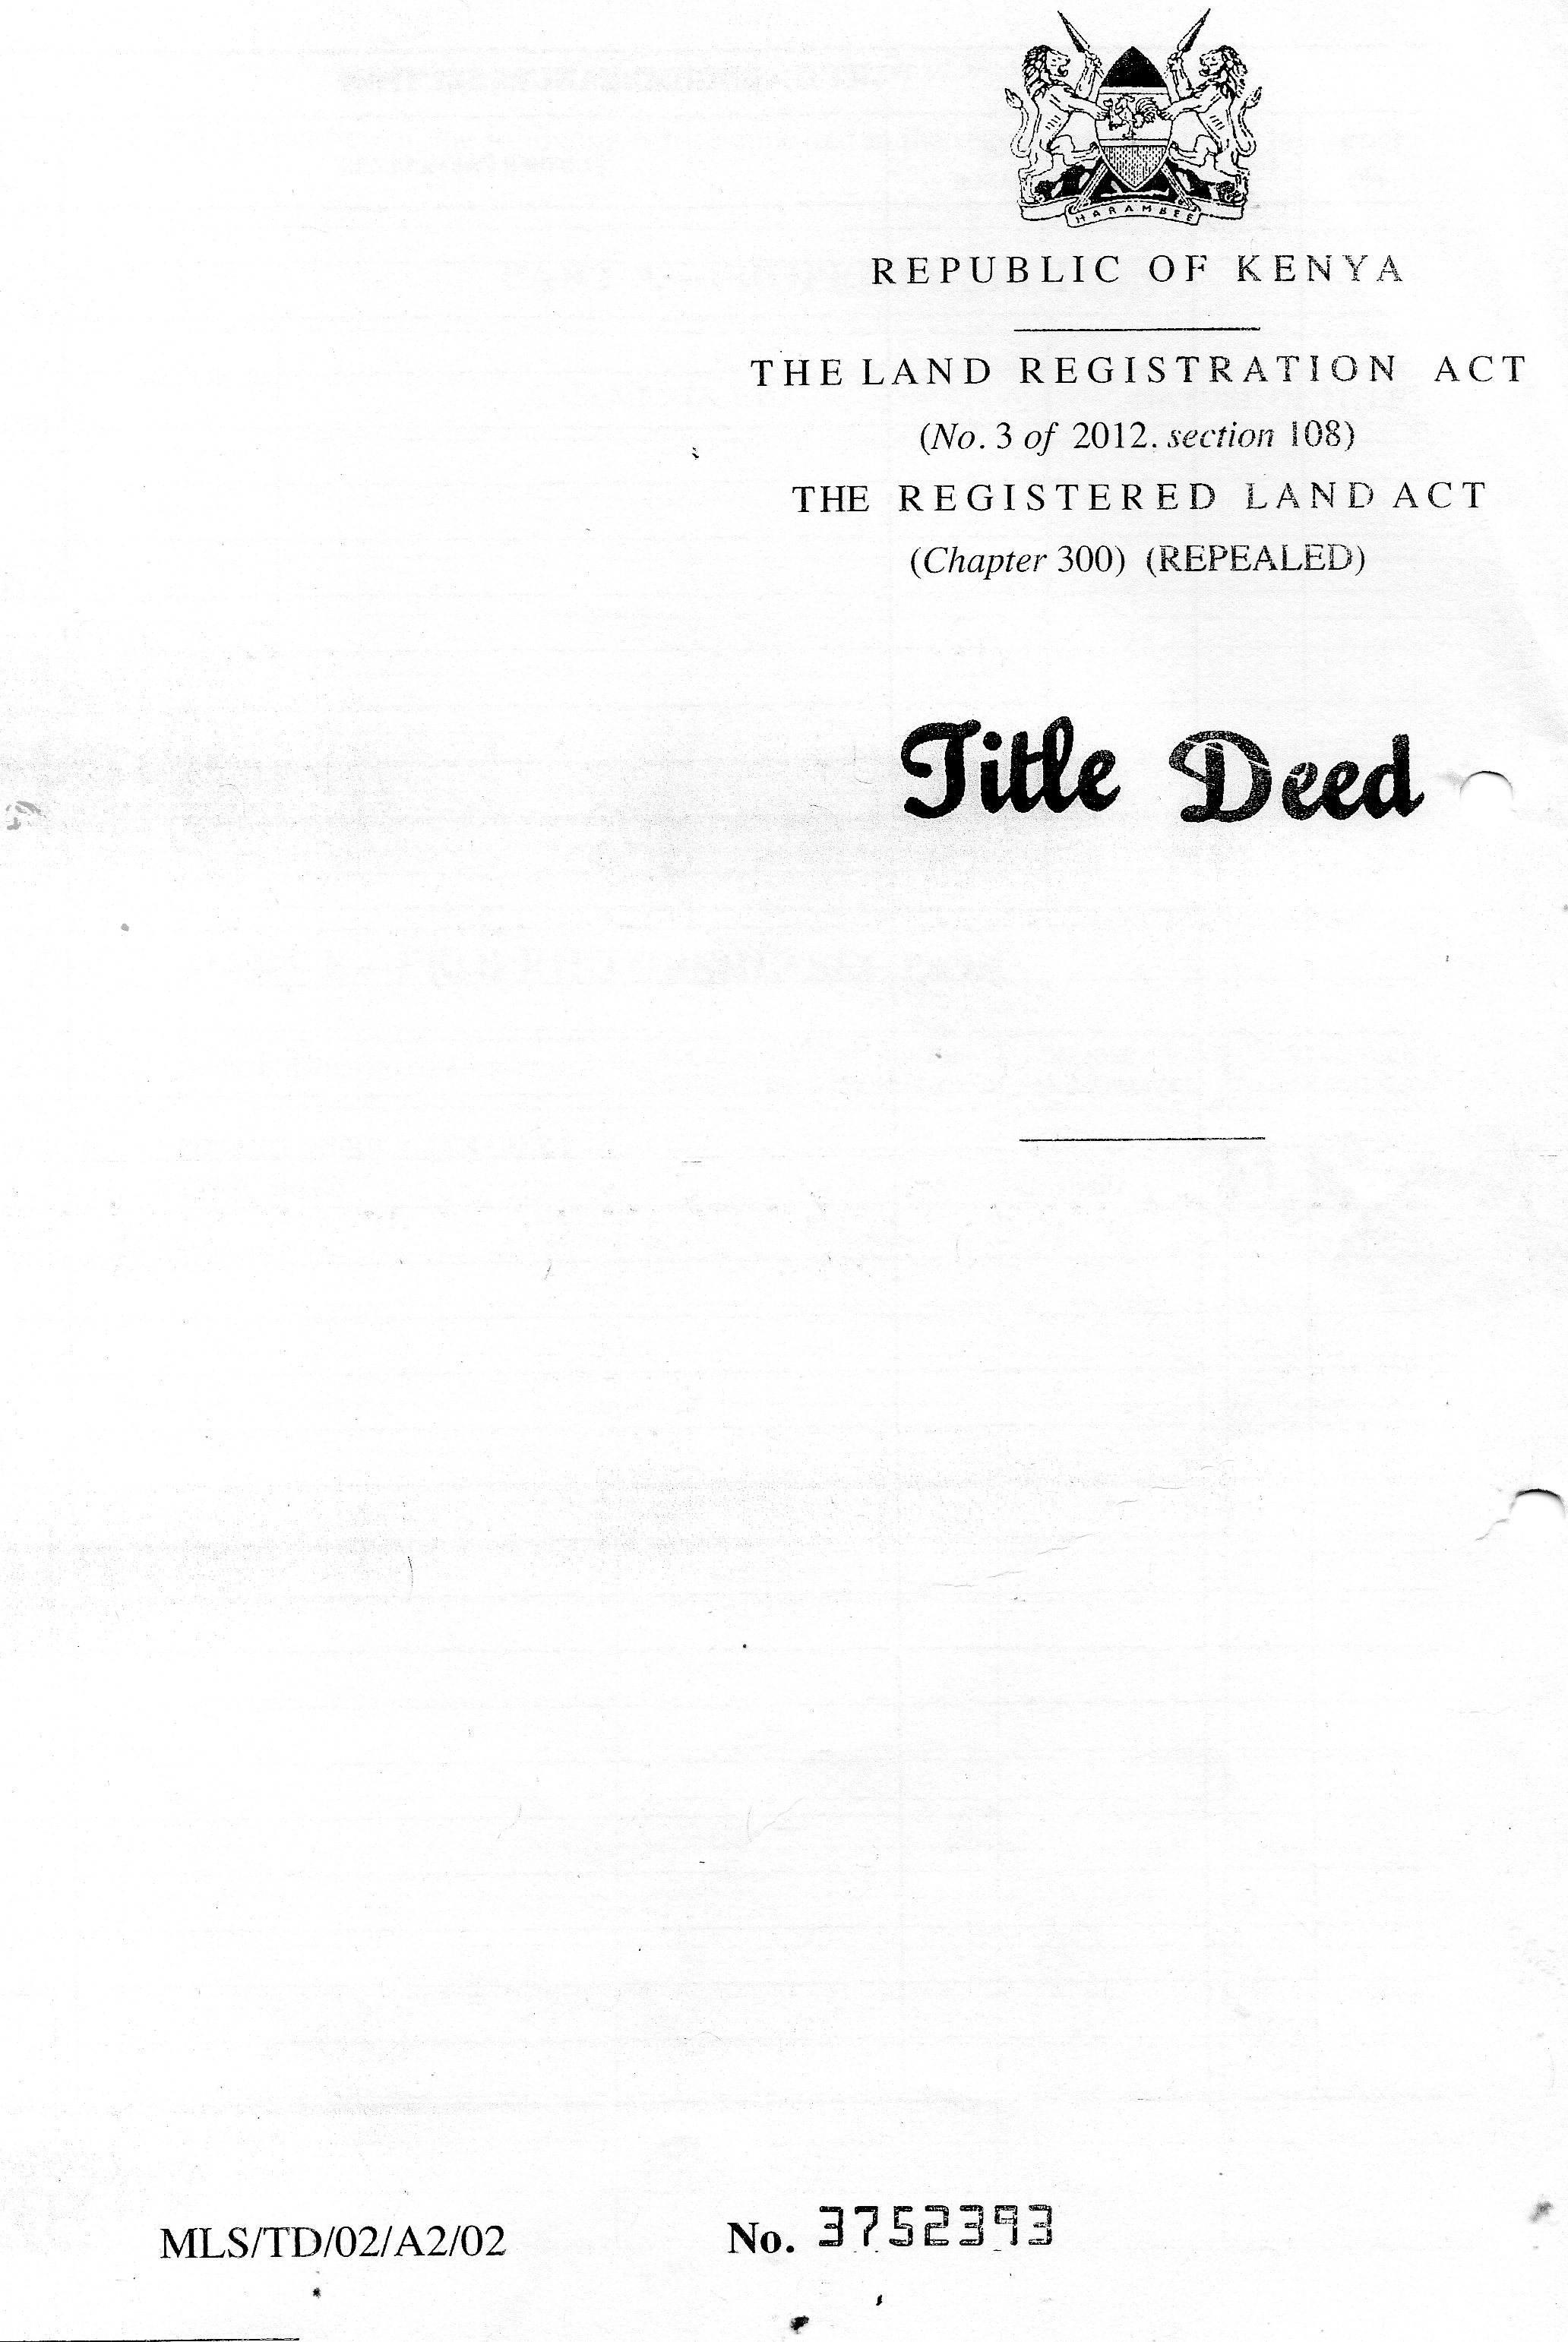 HARAMBEE
REPUBLIC OF KENYA
THE LAND REGISTRATION ACT
(No. 3 of 2012. section 108)
THE REGISTERED LAND ACT
(Chapter 300) (REPEALED)
Title Deed
MLS/TD/02/A2/02 No. 3752393